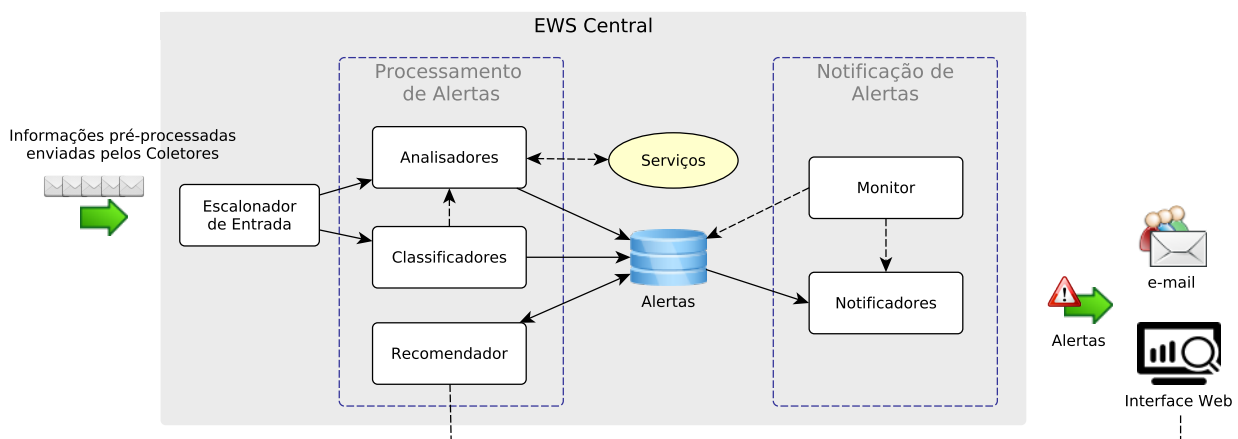 EWS Central
Processamento
de Alertas
Notificação de
Alertas
Informações pré-processadas
enviadas pelos Coletores
Analisadores
Serviços
Escalonador
de Entrada
Monitor
Classificadores
Alertas
Notificadores
Recomendador
e-mail
Alertas
Interface Web